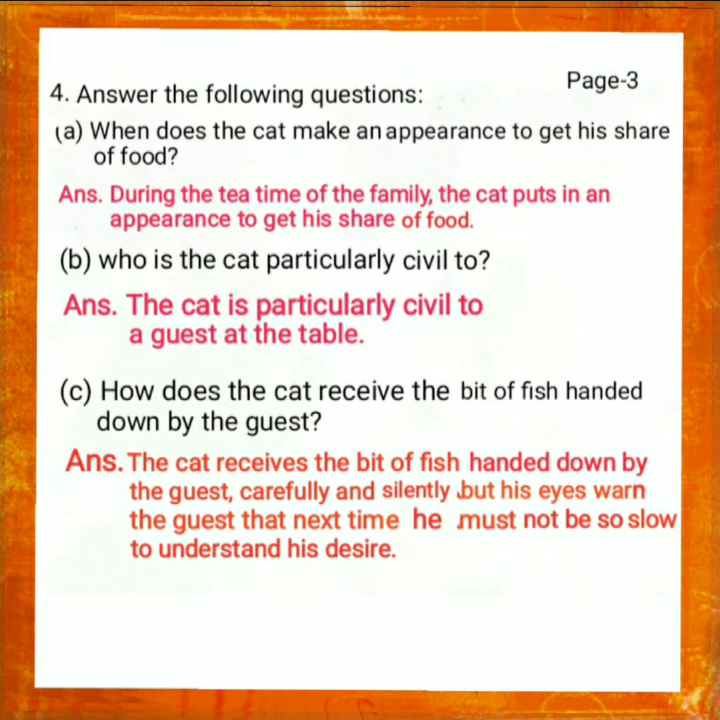 Page-3
4. Answer the following questions:
(a) When does the cat make an appearance to get his share
of food?
Ans. During the tea time of the family, the cat puts in an
appearance to get his share of food.
(b) who is the cat particularly civil to?
Ans. The cat is particularly civil to
a guest at the table.
(c) How does the cat receive the bit of fish handed
down by the guest?
Ans. The cat receives the bit of fish handed down by
the guest, carefully and silently .but his eyes warn
the guest that next time he must not be so slow
to understand his desire.